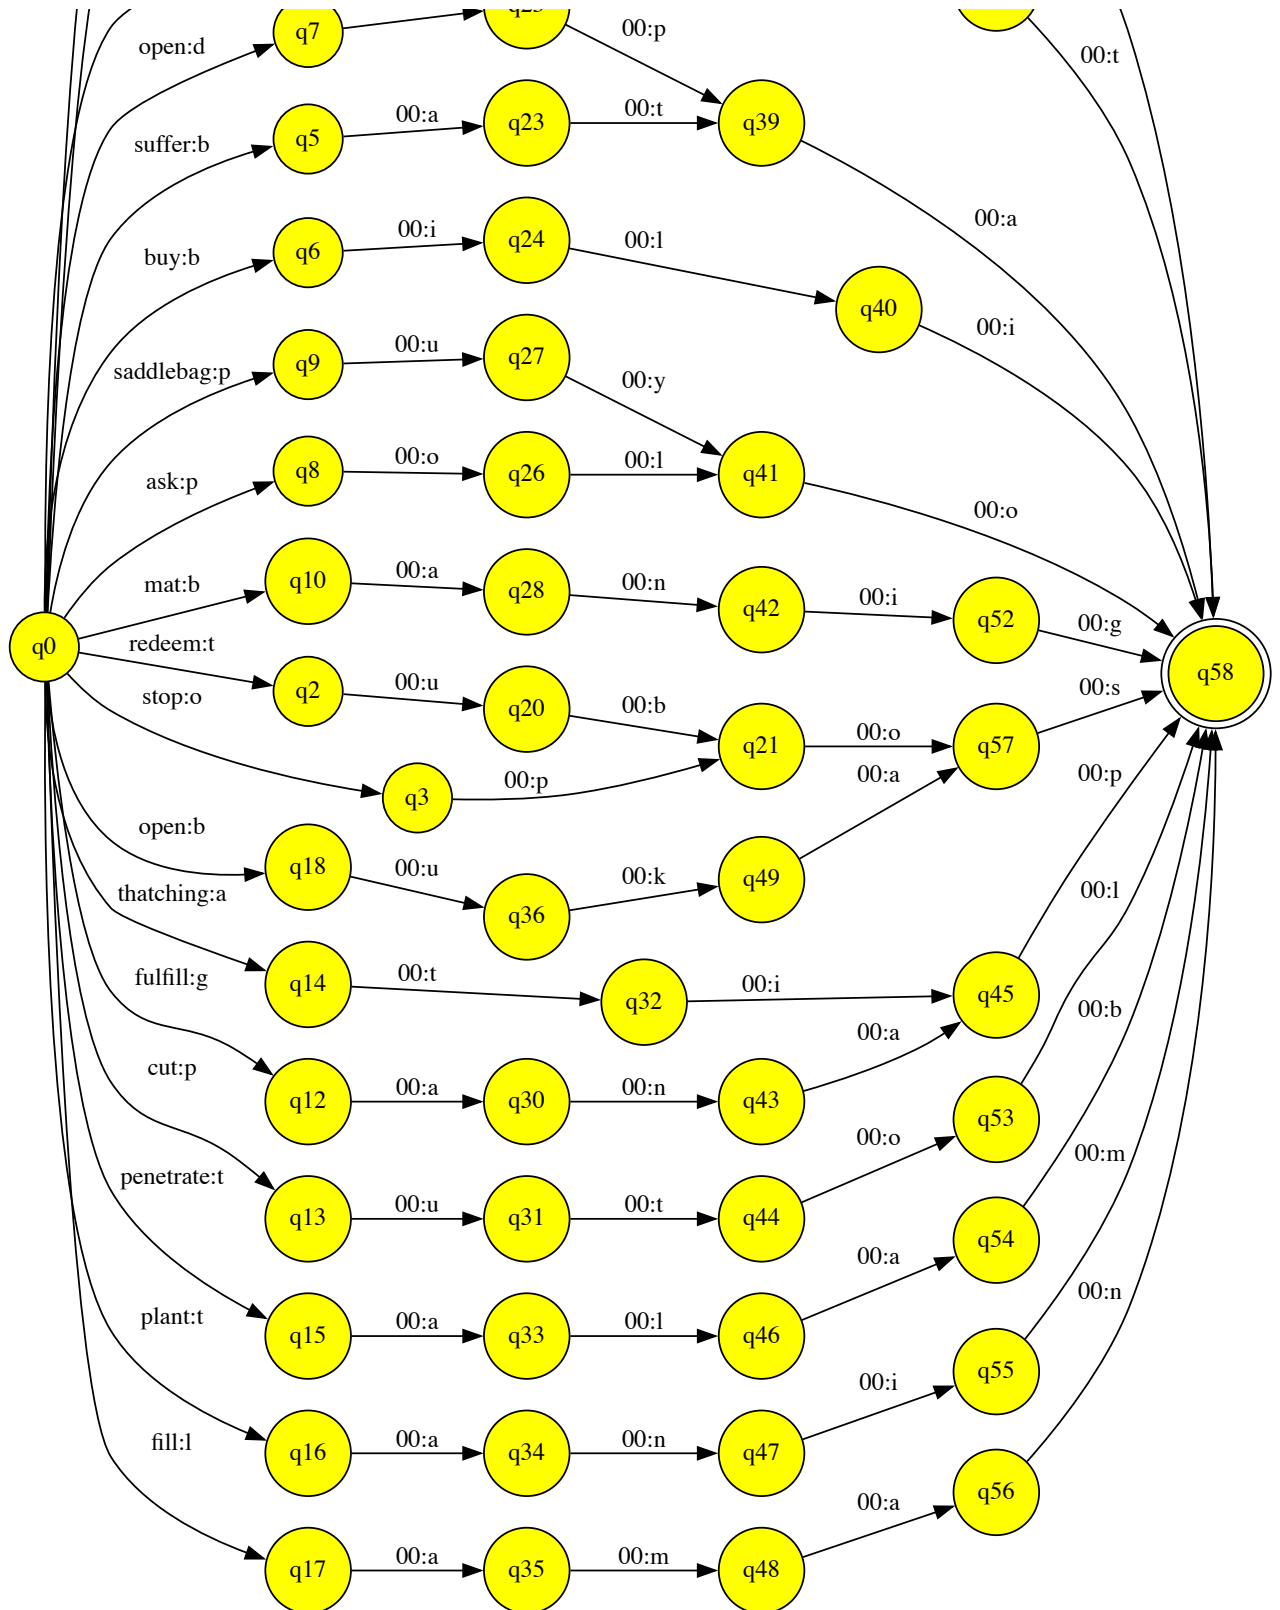 q7
q25
00:p
00:t
open:d
suffer:b
q5
00:a
q23
00:t
q39
00:a
buy:b
q6
00:i
q24
00:l
q40
00:i
saddlebag:p
q9
00:u
q27
00:y
ask:p
q8
00:o
q26
00:l
q41
00:o
mat:b
q10
00:a
q28
00:n
q42
00:i
q52
00:g
q0
redeem:t
q2
00:u
q20
00:b
q21
00:o
q57
00:s
q58
stop:o
q3
00:p
00:a
00:p
open:b
q18
00:u
q36
00:k
q49
00:l
thatching:a
q14
00:t
q32
00:i
q45
00:b
fulfill:g
q12
00:a
q30
00:n
q43
00:a
cut:p
q13
00:u
q31
00:t
q44
00:o
q53
00:m
penetrate:t
q15
00:a
q33
00:l
q46
00:a
q54
00:n
plant:t
q16
00:a
q34
00:n
q47
00:i
q55
fill:l
q17
00:a
q35
00:m
q48
00:a
q56